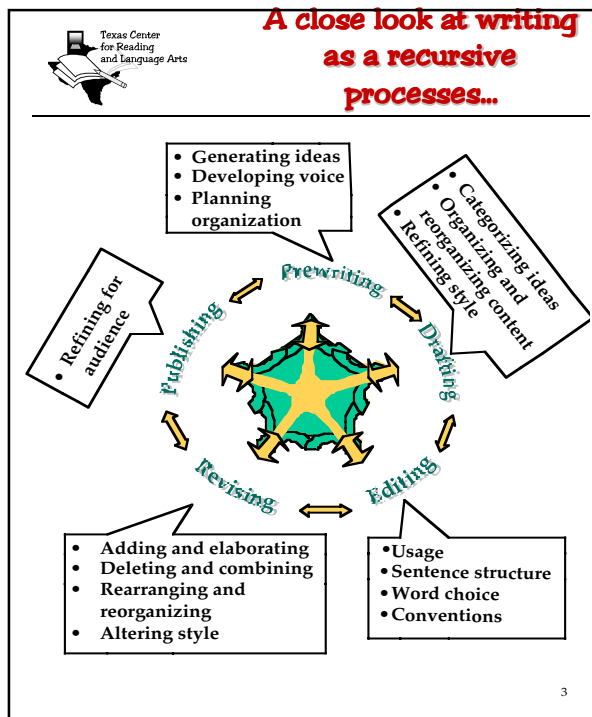 Texas Center
for Reading
and Language Arts
A close look at writing
as a recursive
processes...
• Generating ideas
• Developing voice
• Planning
organization
• Categorizing ideas
• Organizing and
reorganizing content
• Refining style
• Refining for
audience
Prewriting
Publishing
Drafting
Revising
Editing
• Adding and elaborating
• Deleting and combining
• Rearranging and
reorganizing
• Altering style
•Usage
•Sentence structure
•Word choice
•Conventions
3